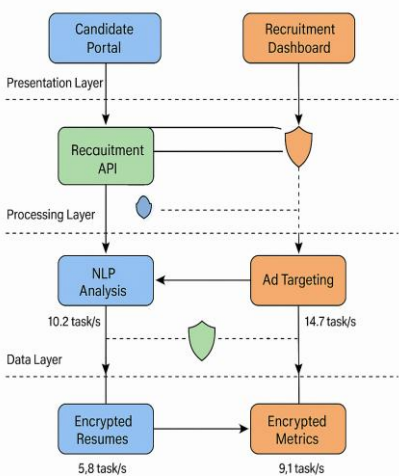 Candidate
Portal
Recruitment
Dashboard
Presentation Layer
Recauitment
API
Processing Layer
NLP
Analysis
Ad Targeting
10.2 task/s
14.7 task/s
Data Layer
Encrypted
Resumes
Encrypted
Metrics
5,8 task/s
9,1 task/s